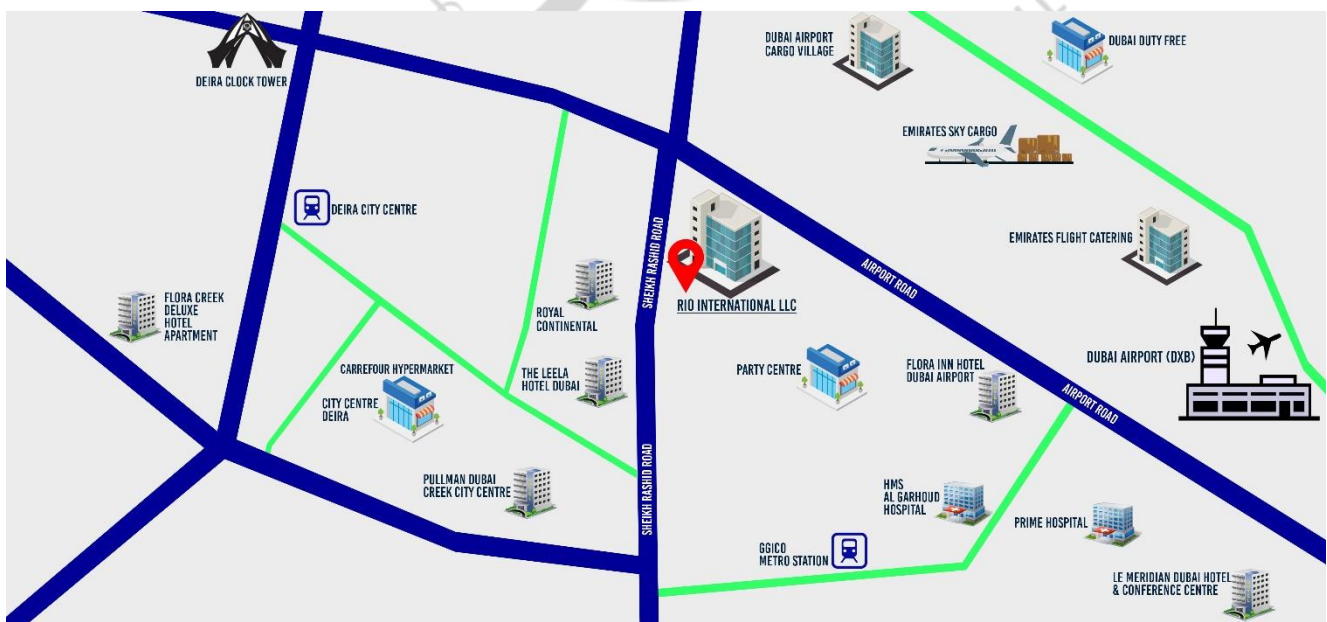 DUBAI AIRPORT
CARGO VILLAGE
DUBAI DUTY FREE
DEIRA CLOCK TOWER
EMIRATES SKY CARGO
DEIRA CITY CENTRE
EMIRATES FLIGHT CATERING
SHEIKH RASHID ROAD
AIRPORT ROAD
FLORA CREEK
DELUXE
HOTEL
APARTMENT
ROYAL
CONTINENTAL
RIO INTERNATIONAL LLC
DUBAI AIRPORT (DXB)
CARREFOUR HYPERMARKET
THE LEELA
HOTEL DUBAI
PARTY CENTRE
FLORA INN HOTEL
DUBAI AIRPORT
CITY CENTRE
DEIRA
AIRPORT ROAD
PULLMAN DUBAI
CREEK CITY CENTRE
SHEIKH RASHID ROAD
HMS
AL GARHOUD
HOSPITAL
PRIME HOSPITAL
GGICO
METRO STATION
LE MERIDIAN DUBAI HOTEL
& CONFERENCE CENTRE